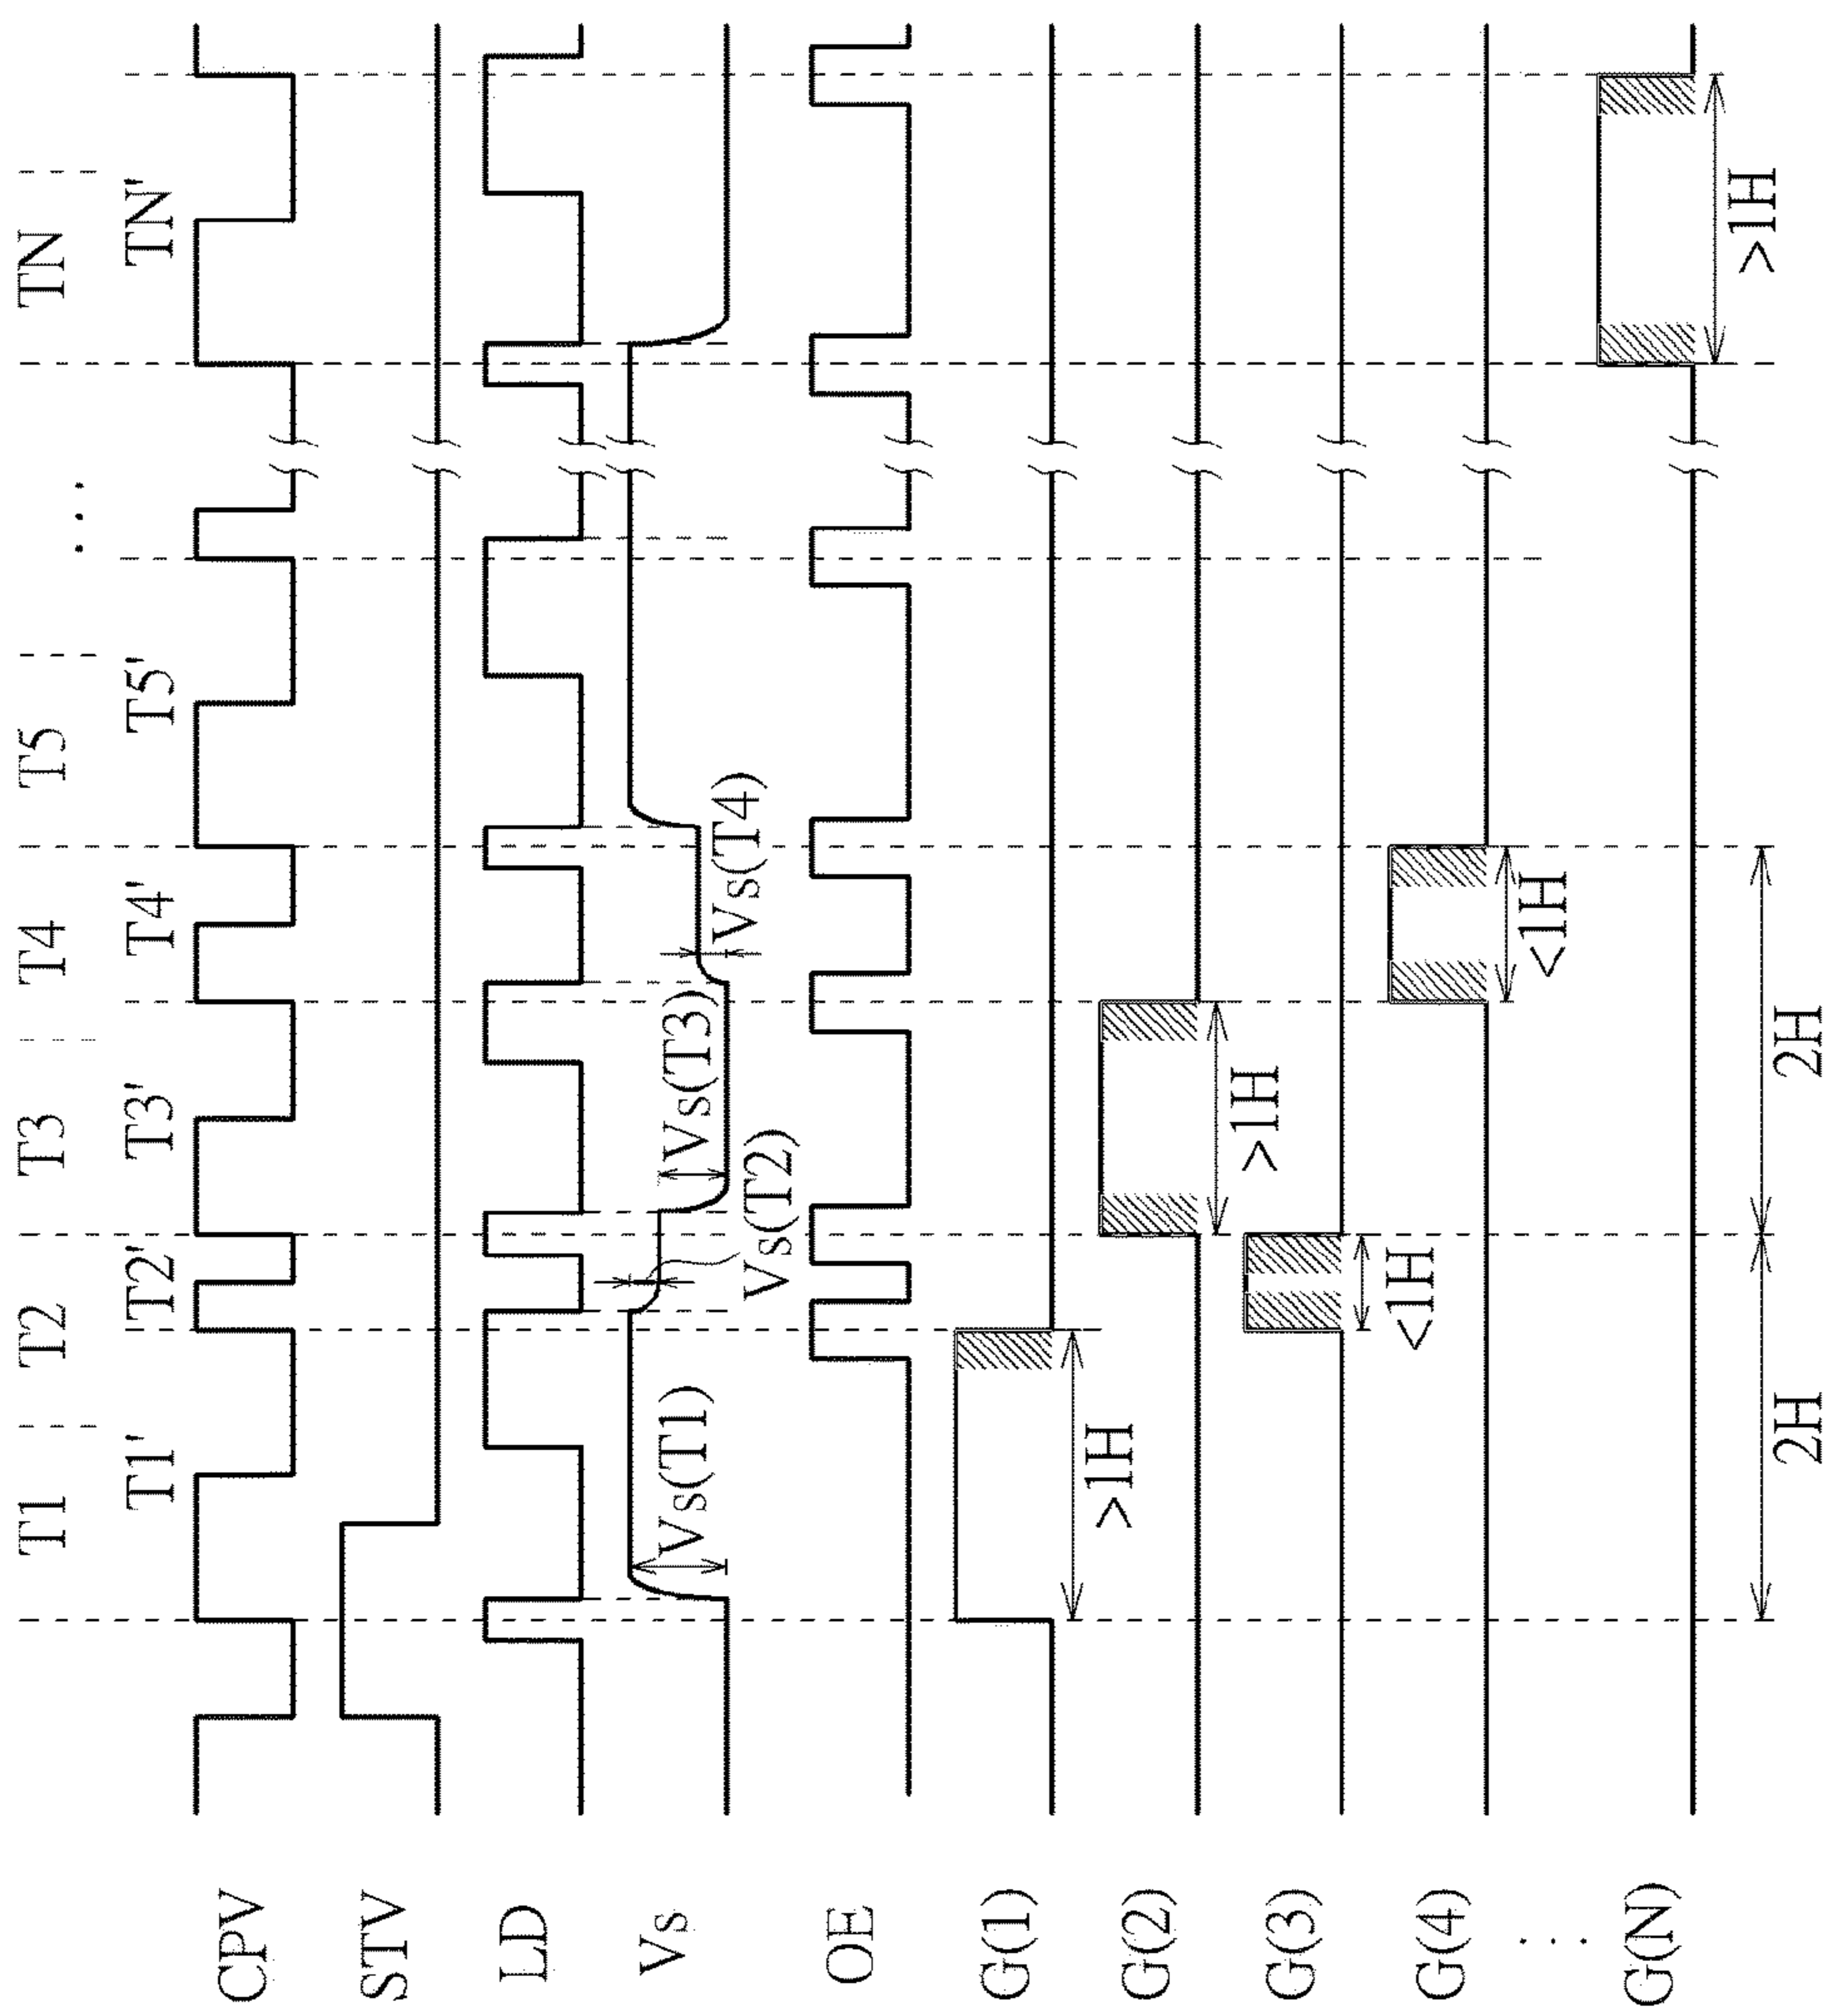 T1 T2 T3 T4 T5 ... TN
T1' T2' T3' T4' T5' TN'
CPV
STV
LD
Vs
Vs(T1)
Vs(T2)
Vs(T3)
Vs(T4)
OE
G(1)
>1H
G(2)
>1H
G(3)
<1H
G(4)
<1H
...
G(N)
>1H
2H 2H